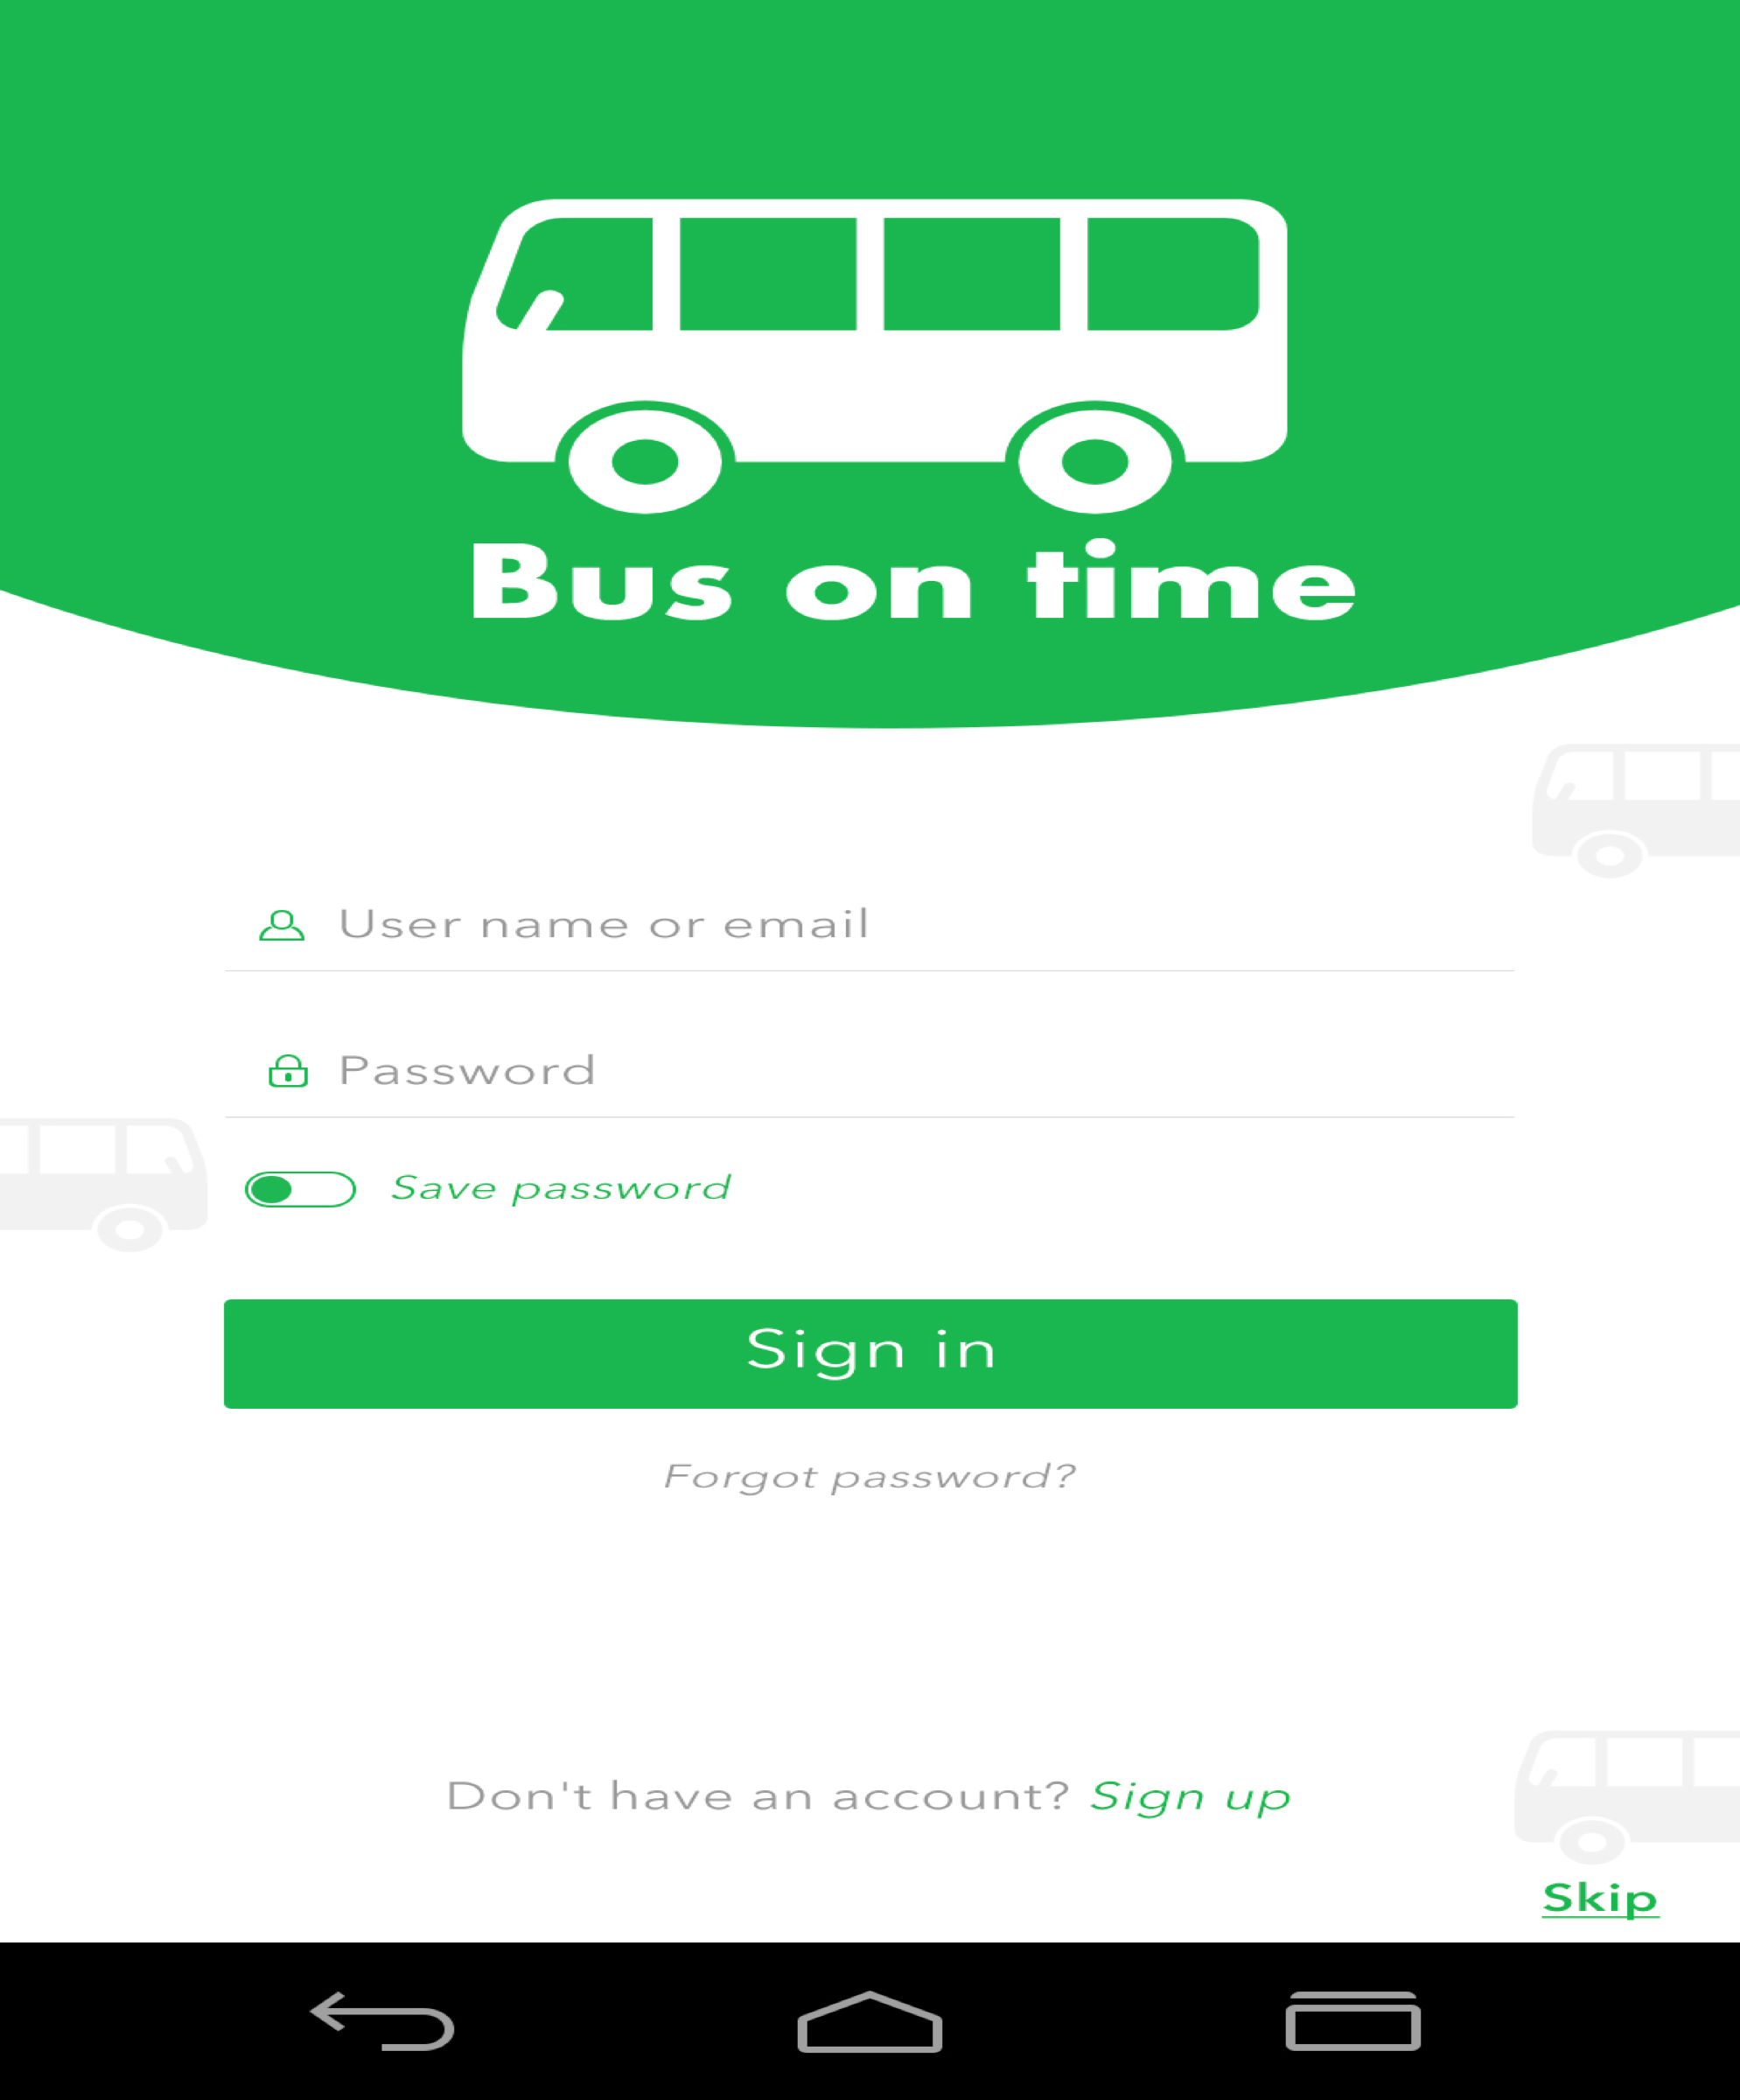 Bus on time
User name or email
Password
Save password
Sign in
Forgot password?
Don't have an account? Sign up
Skip